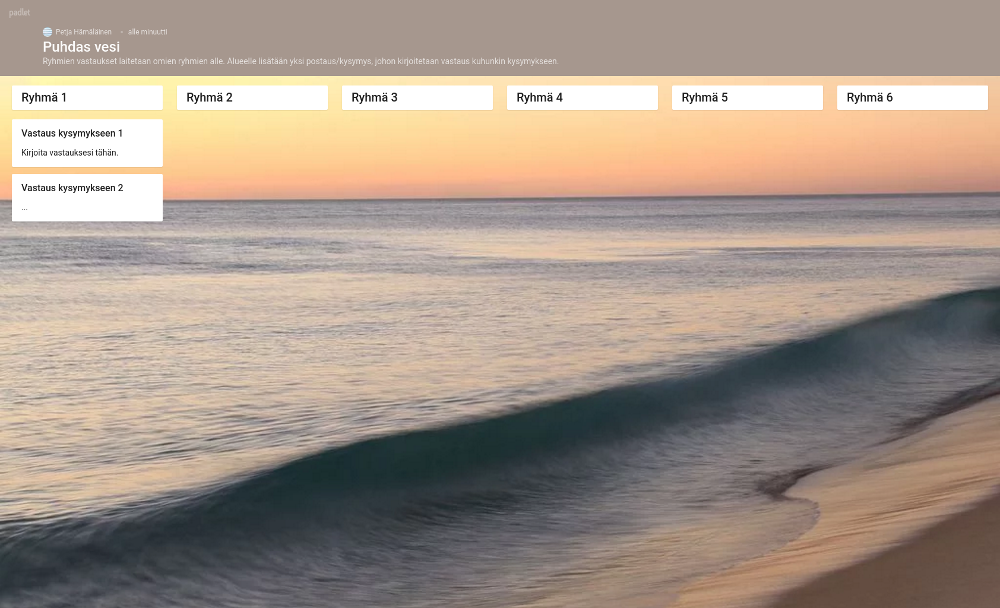 padlet
Petja Hämäläinen • alle minuutti
Puhdas vesi
Ryhmien vastaukset laitetaan omien ryhmien alle. Alueelle lisätään yksi postaus/kysymys, johon kirjoitetaan vastaus kuhunkin kysymykseen.
Ryhmä 1
Ryhmä 2
Ryhmä 3
Ryhmä 4
Ryhmä 5
Ryhmä 6
Vastaus kysymykseen 1
Kirjoita vastauksesi tähän.
Vastaus kysymykseen 2
...